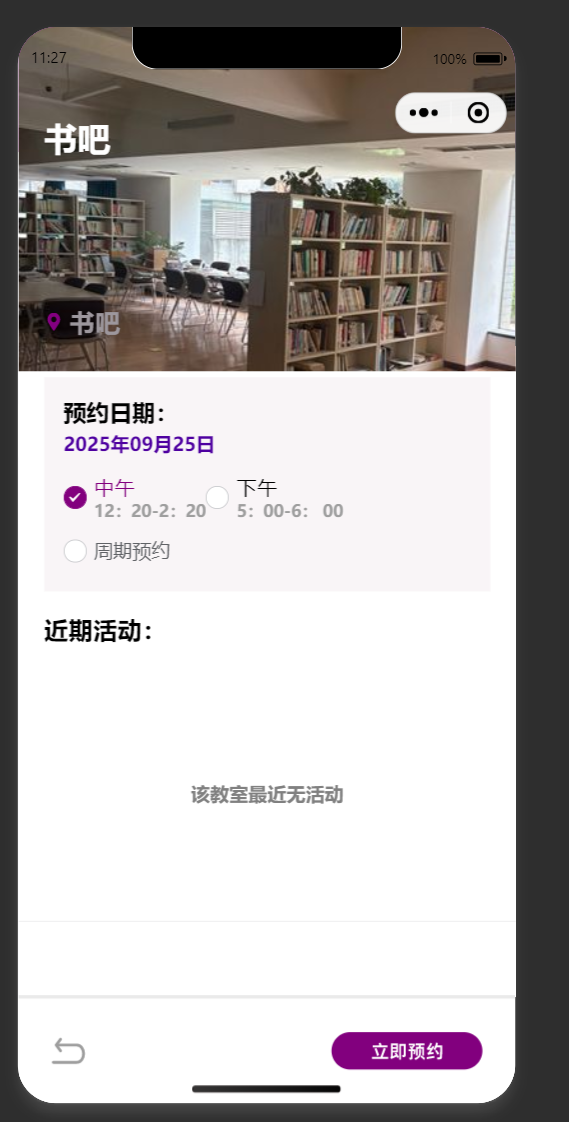 11:27
100%
书吧
书吧
预约日期：
2025年09月25日
中午 下午
12：20-2：20 5：00-6： 00
周期预约
近期活动：
该教室最近无活动
立即预约